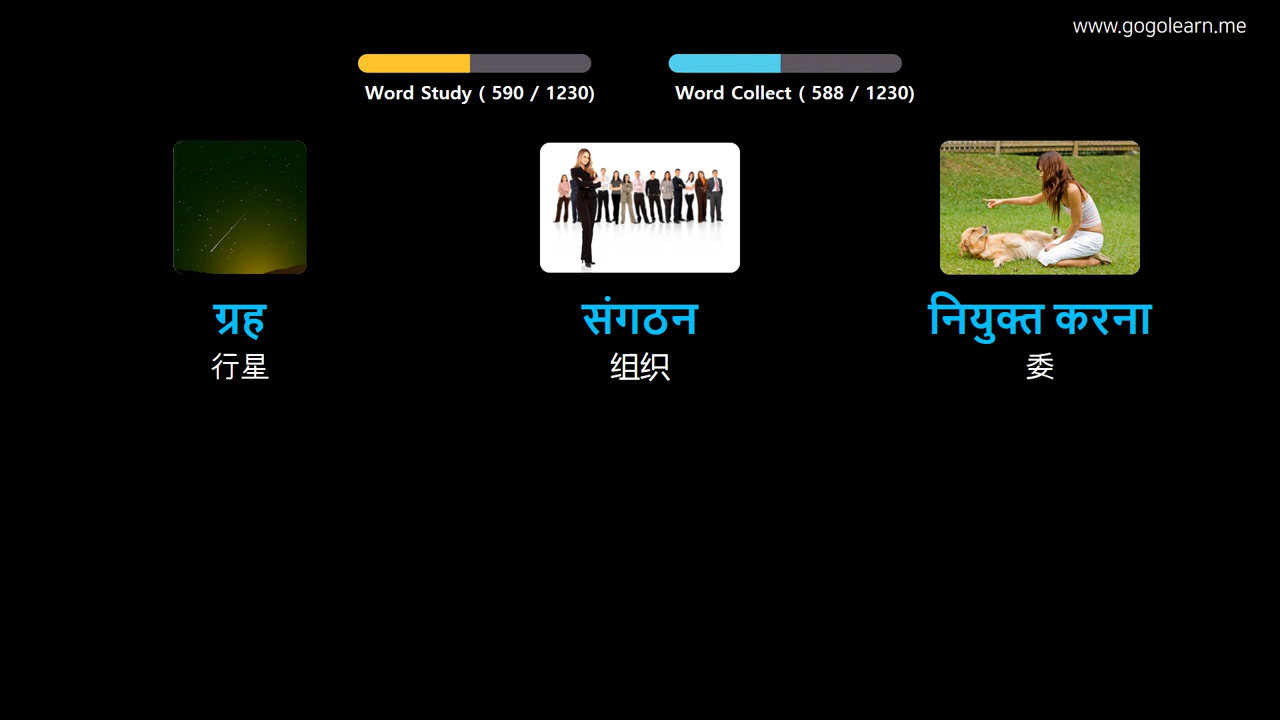 www.gogolearn.me
Word Study ( 590 / 1230)
Word Collect ( 588 / 1230)
ग्रह
行星
संगठन
组织
नियुक्त करना
委